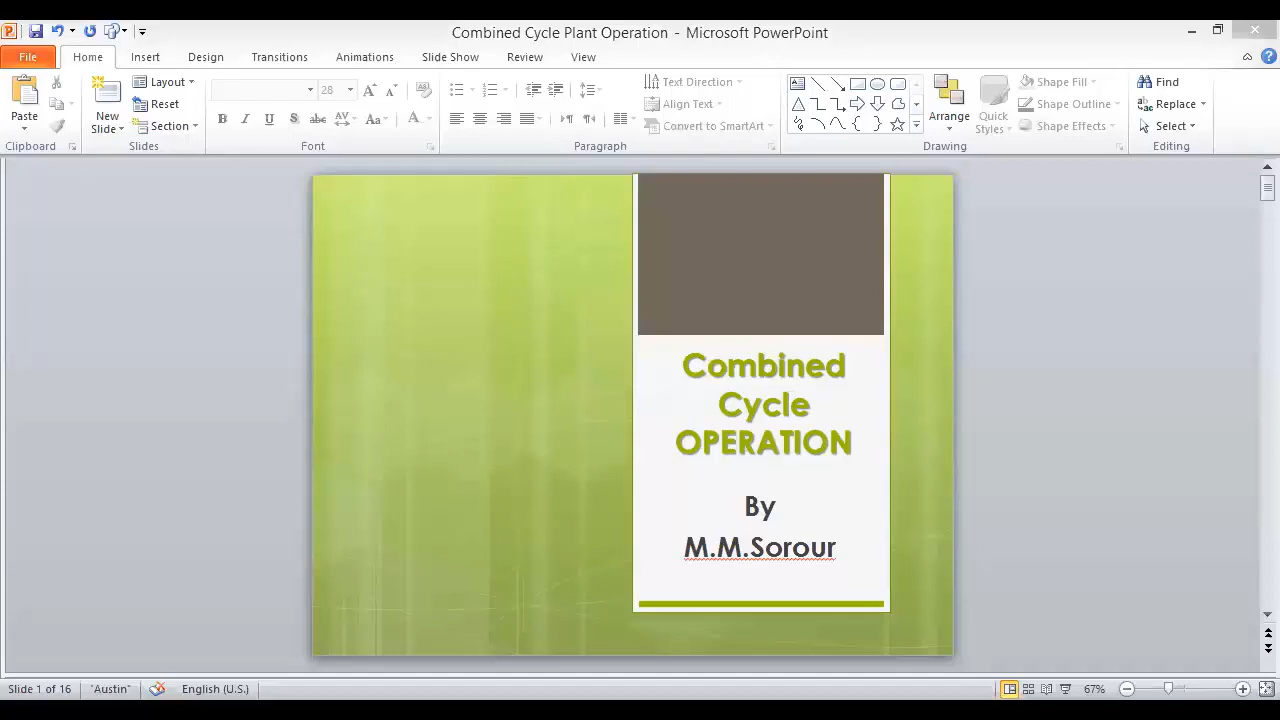 Combined Cycle Plant Operation - Microsoft PowerPoint
File Home Insert Design Transitions Animations Slide Show Review View
Paste
Clipboard
New
Slide
Layout
Reset
Section
Slides
28
B I U S abc AV Aa A
Font
Paragraph
Text Direction
Align Text
Convert to SmartArt
Arrange
Quick
Styles
Shape Fill
Shape Outline
Shape Effects
Drawing
Find
Replace
Select
Editing
Combined
Cycle
OPERATION
By
M.M.Sorour
Slide 1 of 16 "Austin" English (U.S.) 67%